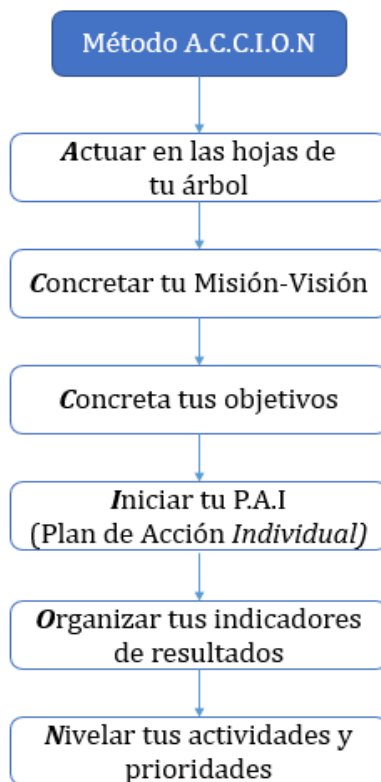 Método A.C.C.I.O.N
Actuar en las hojas de
tu árbol
Concretar tu Misión-Visión
Concreta tus objetivos
Iniciar tu P.A.I
(Plan de Acción Individual)
Organizar tus indicadores
de resultados
Nivelar tus actividades y
prioridades